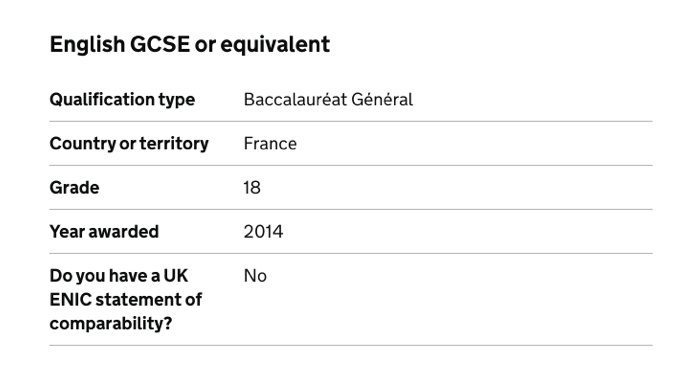 English GCSE or equivalent
Qualification type Baccalauréat Général
Country or territory France
Grade 18
Year awarded 2014
Do you have a UK No
ENIC statement of
comparability?